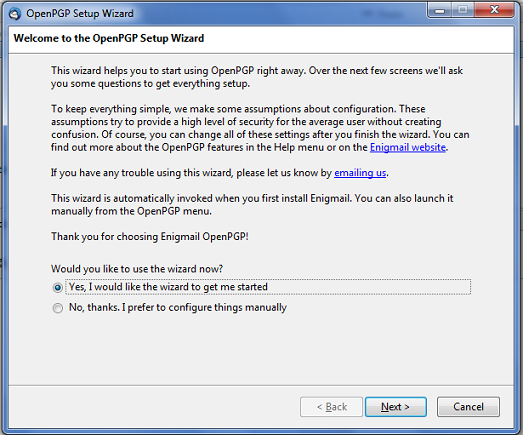 OpenPGP Setup Wizard
Welcome to the OpenPGP Setup Wizard
This wizard helps you to start using OpenPGP right away. Over the next few screens we'll ask
you some questions to get everything setup.
To keep everything simple, we make some assumptions about configuration. These
assumptions try to provide a high level of security for the average user without creating
confusion. Of course, you can change all of these settings after you finish the wizard. You can
find out more about the OpenPGP features in the Help menu or on the Enigmail website.
If you have any trouble using this wizard, please let us know by emailing us.
This wizard is automatically invoked when you first install Enigmail. You can also launch it
manually from the OpenPGP menu.
Thank you for choosing Enigmail OpenPGP!
Would you like to use the wizard now?
Yes, I would like the wizard to get me started
No, thanks. I prefer to configure things manually
< Back Next > Cancel